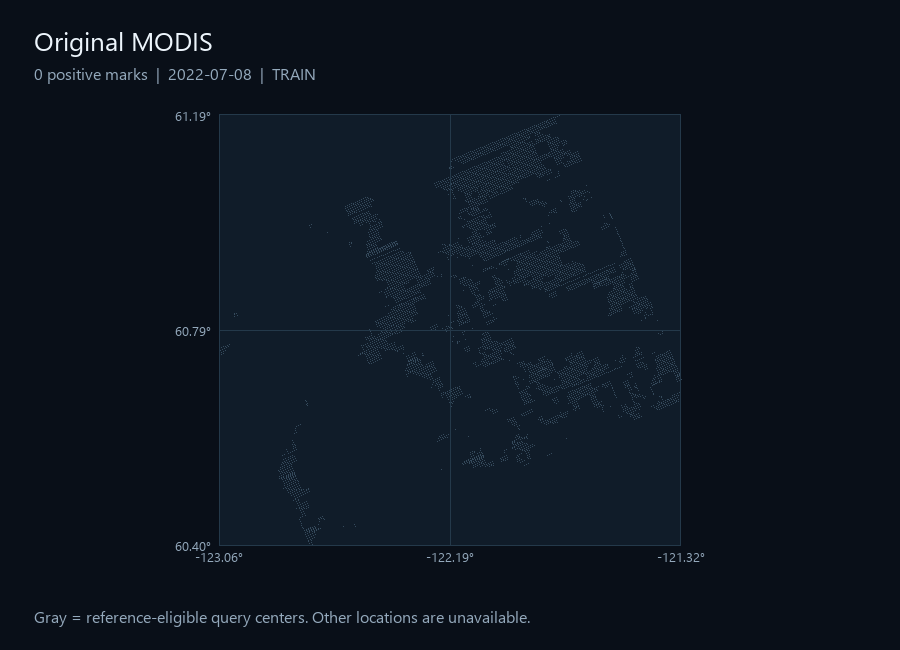 Original MODIS
0 positive marks | 2022-07-08 | TRAIN
61.19°
60.79°
60.40°
-123.06°
-122.19°
-121.32°
Gray = reference-eligible query centers. Other locations are unavailable.